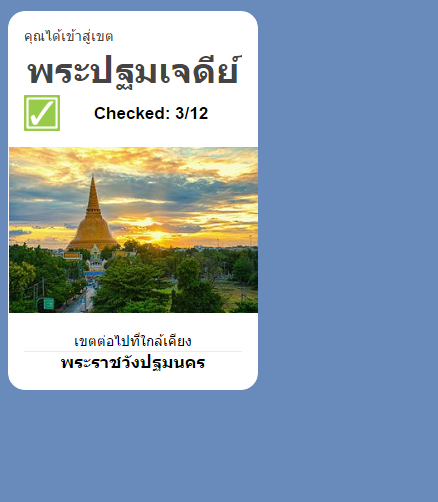 คุณได้เข้าสู่เขต
พระปฐมเจดีย์
Checked: 3/12
เขตต่อไปที่ใกล้เคียง
พระราชวังปฐมนคร